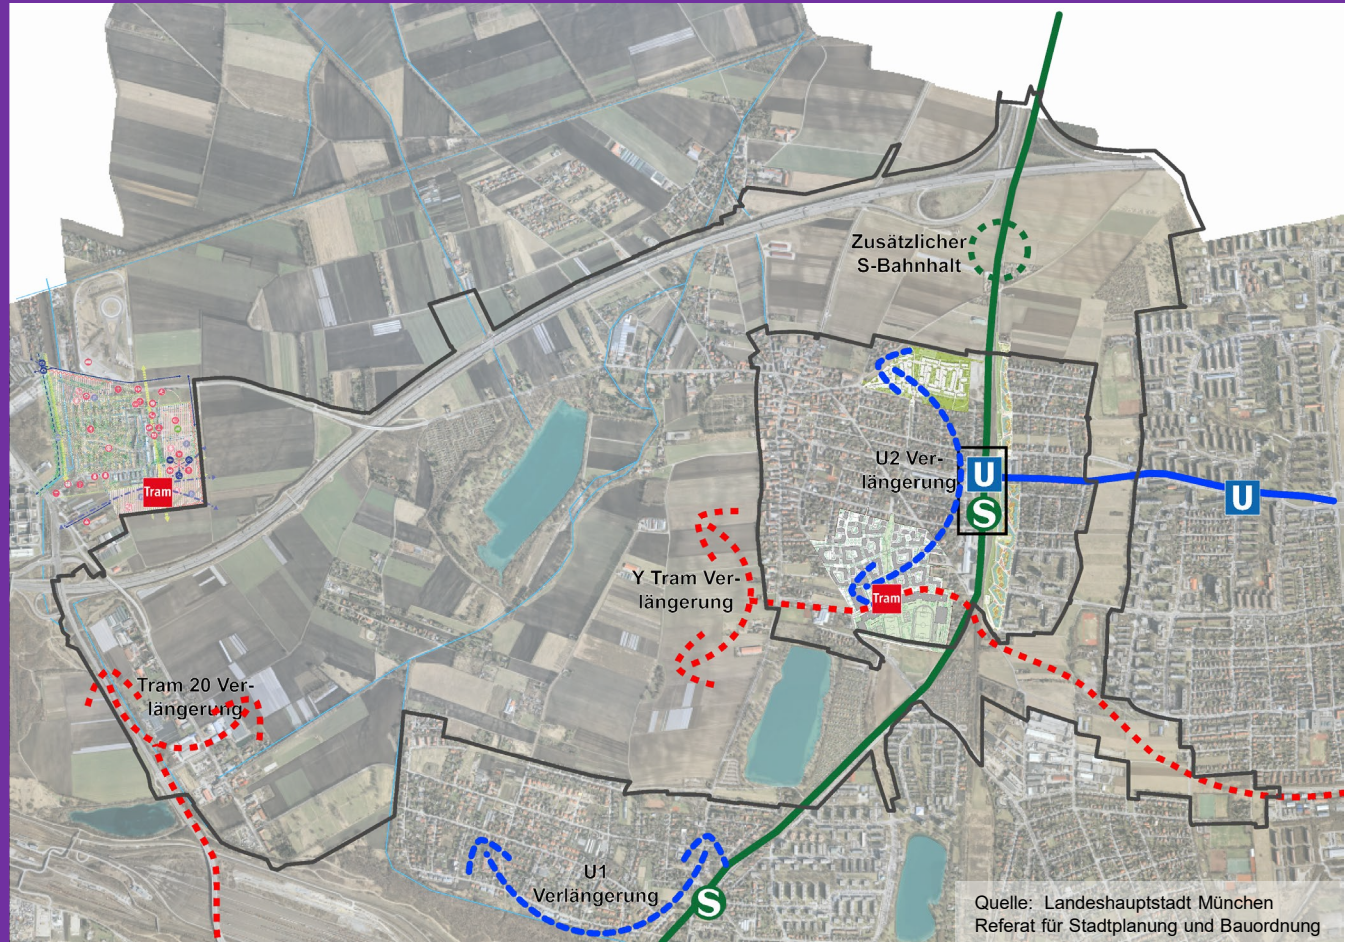 Zusätzlicher
S-Bahnhalt
U2 Ver-
längerung
U
S
U
Tram
Y Tram Ver-
längerung
Tram
Tram 20 Ver-
längerung
U1
Verlängerung
S
Quelle: Landeshauptstadt München
Referat für Stadtplanung und Bauordnung